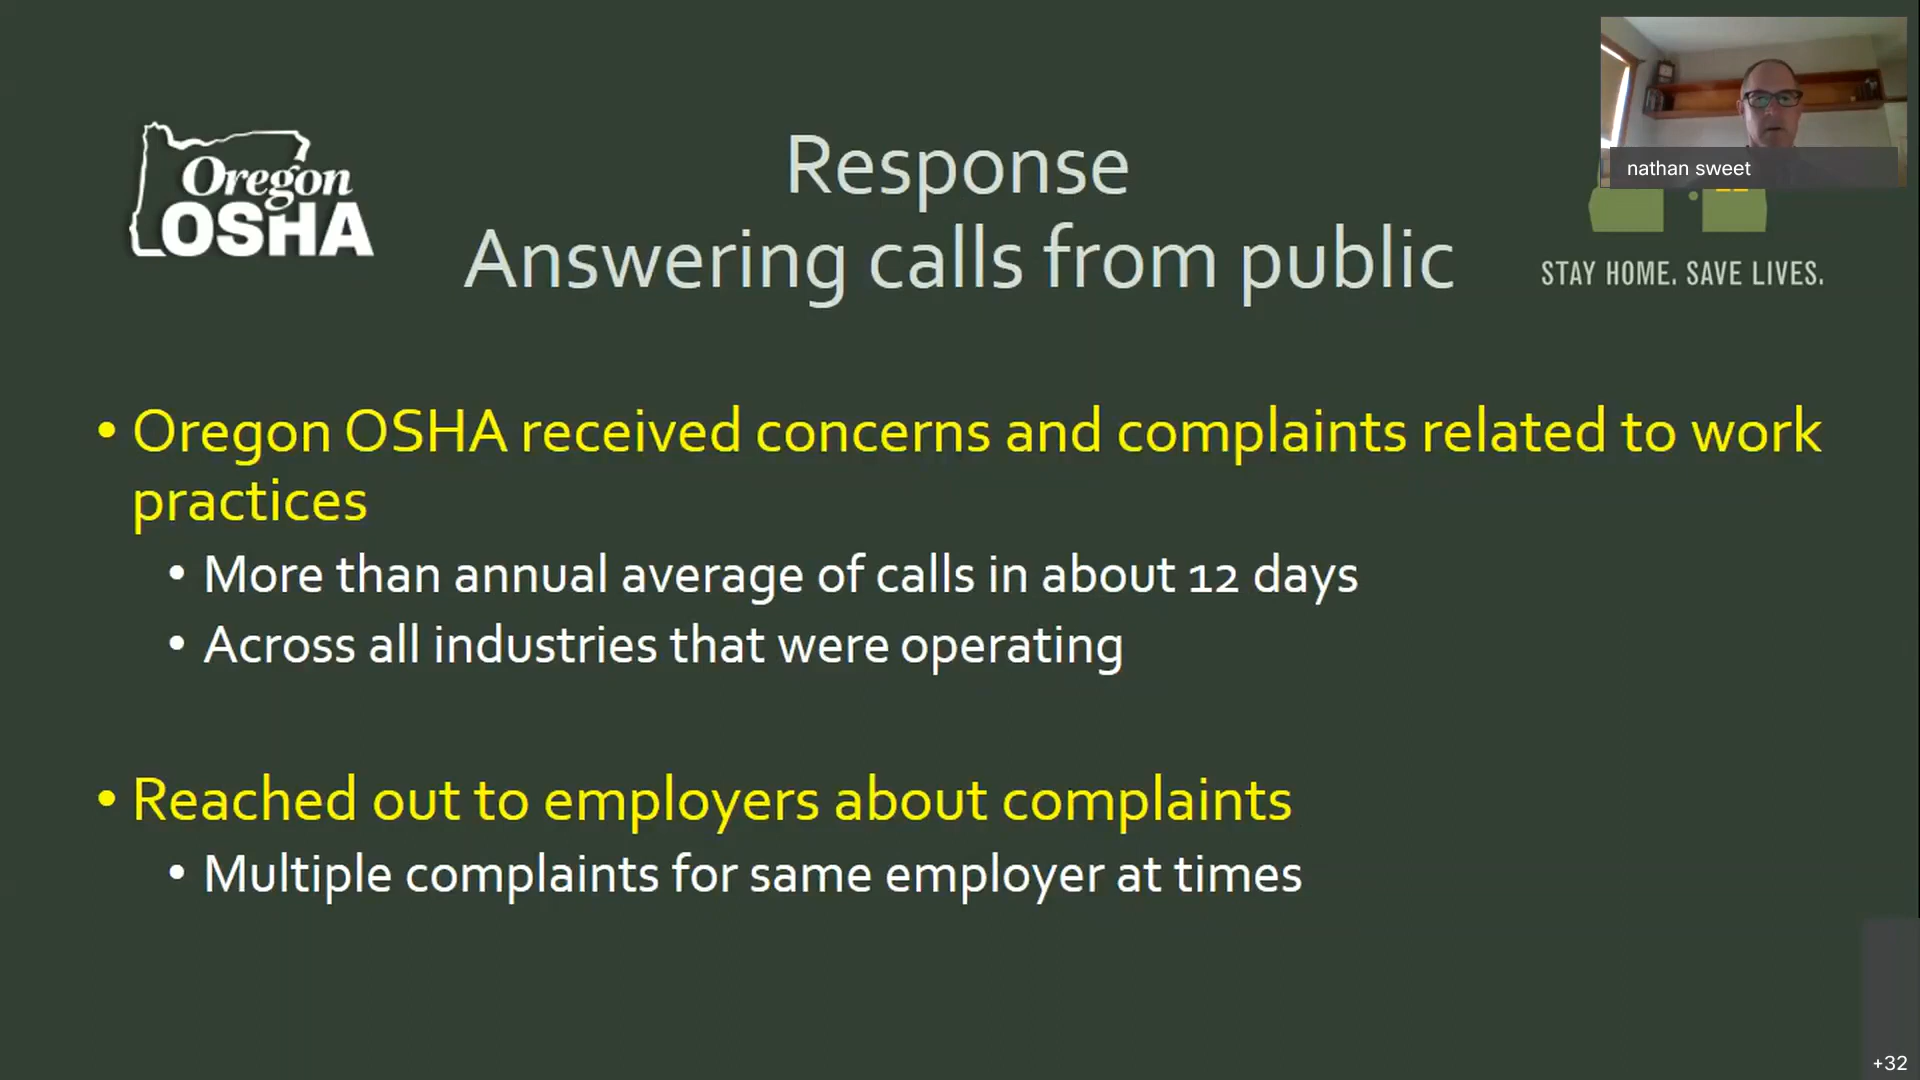 nathan sweet
Oregon
OSHA
Response
Answering calls from public
STAY HOME. SAVE LIVES.
• Oregon OSHA received concerns and complaints related to work
practices
• More than annual average of calls in about 12 days
• Across all industries that were operating
• Reached out to employers about complaints
• Multiple complaints for same employer at times
+32